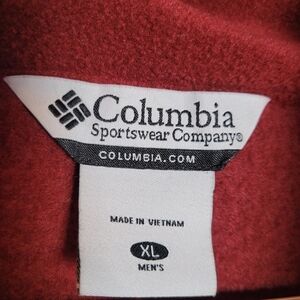 Columbia
Sportswear Company®
COLUMBIA.COM
MADE IN VIETNAM
XL
MEN'S